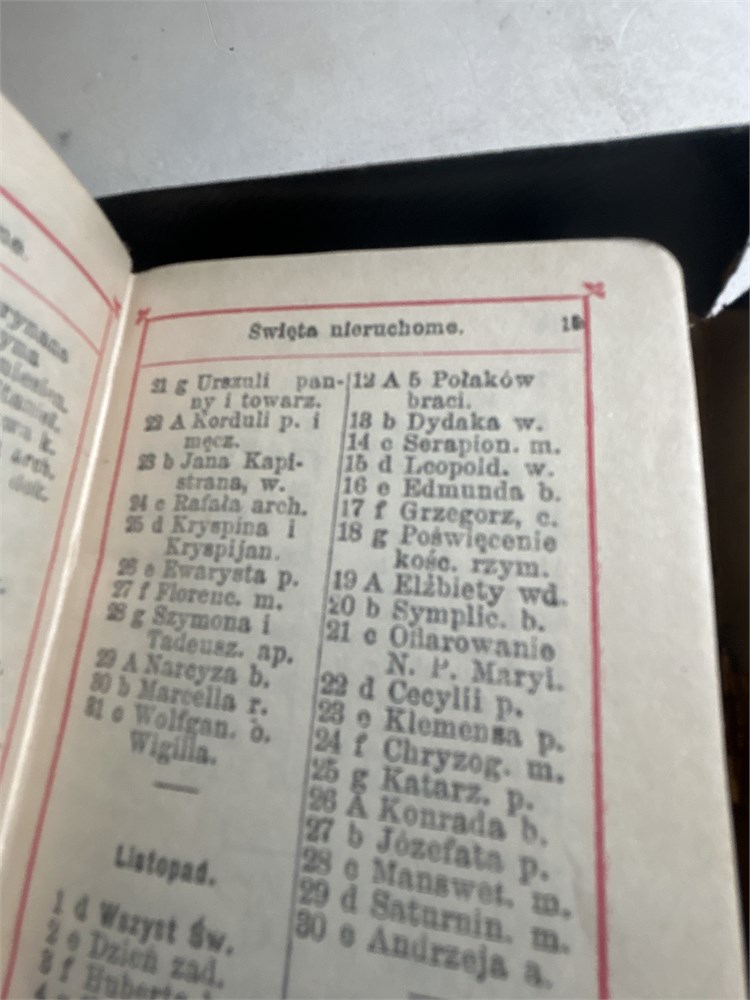 Święta nieruchome.
21 g Urszuli pan-
ny i towarz.
22 A Korduli p. i
męcz.
23 b Jana Kapi-
strana, w.
24 c Rafała arch.
25 d Kryspina i
Kryspijan.
26 e Ewarysta p.
27 f Florenc. m.
28 g Szymona i
Tadeusz. ap.
29 A Narcyza b.
30 b Marcella r.
31 c Wolfgan. b.
Wigilia.
Listopad.
1 d Wszyst Św.
2 e Dzień zad.
3 f Huberta
12 A 5 Polaków
braci.
13 b Dydaka w.
14 c Serapion. m.
15 d Leopold. w.
16 e Edmunda b.
17 f Grzegorz, c.
18 g Poświęcenie
kośc. rzym.
19 A Elżbiety wd.
20 b Symplic. b.
21 c Ofiarowanie
N. P. Maryi.
22 d Cecylii p.
23 e Klemensa p.
24 f Chryzog. m.
25 g Katarz. p.
26 A Konrada b.
27 b Józefata p.
28 c Manswet. m.
29 d Saturnin. m.
30 e Andrzeja a.